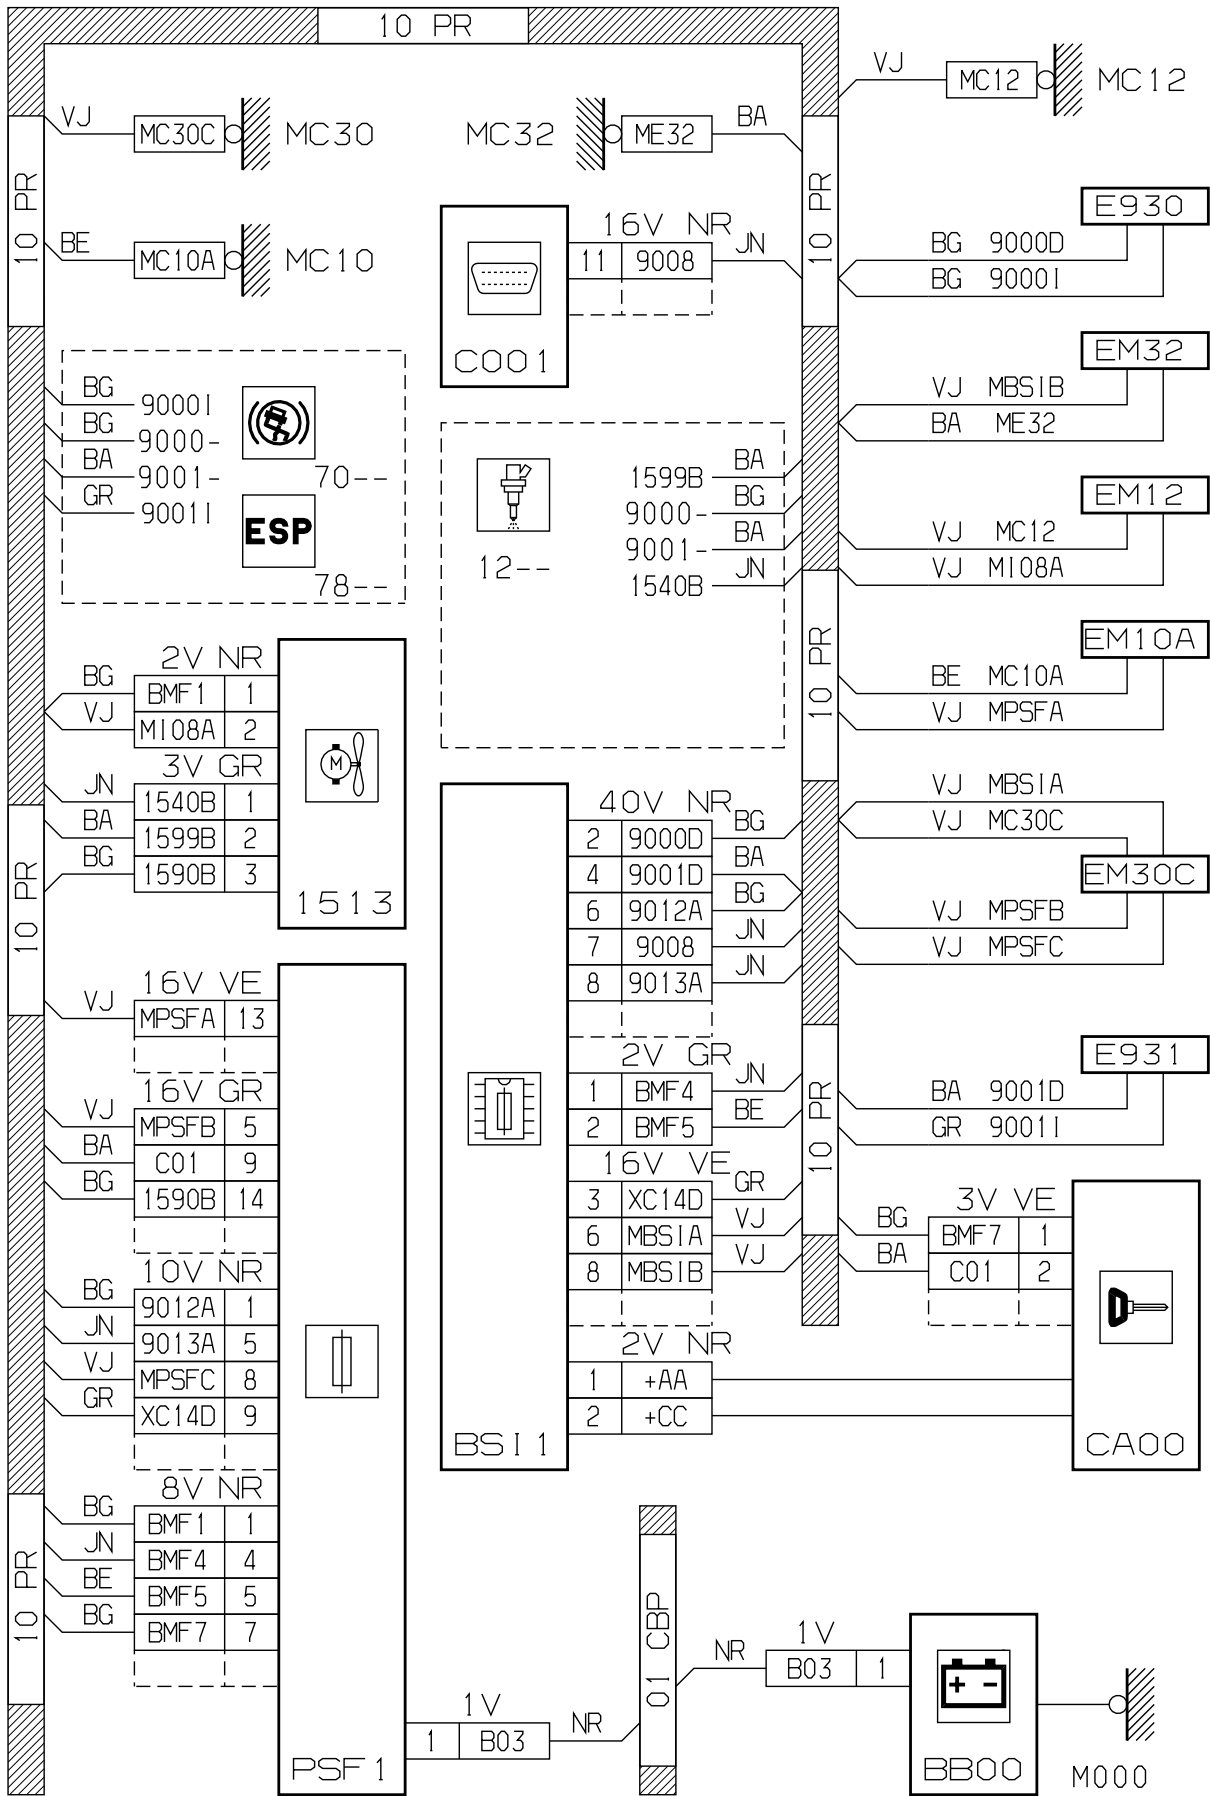 10 PR
VJ MC30C MC30
MC32 ME32 BA
VJ MC12 MC12
10 PR
BE MC10A MC10
16V NR
11 9008 JN
C001
10 PR
E930
BG 9000D
BG 9000I
EM32
VJ MBSIB
BA ME32
EM12
VJ MC12
VJ MI08A
EM10A
BE MC10A
VJ MPSFA
VJ MBSIA
VJ MC30C
EM30C
VJ MPSFB
VJ MPSFC
E931
BA 9001D
GR 9001I
BG 9000I
BG 9000-
BA 9001-
GR 9001I
70--
ESP
78--
12--
1599B BA
9000- BG
9001- BA
1540B JN
10 PR
2V NR
BG BMF1 1
VJ MI08A 2
3V GR
JN 1540B 1
BA 1599B 2
BG 1590B 3
1513
10 PR
40V NR
2 9000D BG
4 9001D BA
6 9012A BG
7 9008 JN
8 9013A JN
2V GR
1 BMF4 JN
2 BMF5 BE
16V VE
3 XC14D GR
6 MBSIA VJ
8 MBSIB VJ
2V NR
1 +AA
2 +CC
BSI1
10 PR
3V VE
BG BMF7 1
BA C01 2
CA00
16V VE
VJ MPSFA 13
16V GR
VJ MPSFB 5
BA C01 9
BG 1590B 14
10V NR
BG 9012A 1
JN 9013A 5
VJ MPSFC 8
GR XC14D 9
8V NR
BG BMF1 1
JN BMF4 4
BE BMF5 5
BG BMF7 7
10 PR
PSF1
1V
1 B03 NR
01 CBP
1V
NR B03 1
M
+ -
BB00
M000